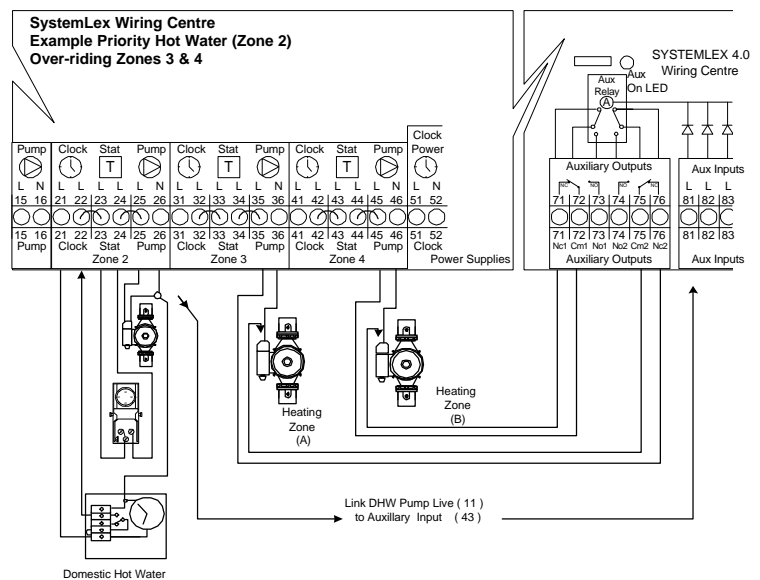 SystemLex Wiring Centre
Example Priority Hot Water (Zone 2)
Over-riding Zones 3 & 4
SYSTEMLEX 4.0
Wiring Centre
Aux
On LED
Aux
Relay
A
Clock
Pump Clock Stat Pump Clock Stat Pump Clock Stat Pump Power
T T T
L N L L L L L N L L L L L N L L L L L N L N
15 16 21 22 23 24 25 26 31 32 33 34 35 36 41 42 43 44 45 46 51 52
15 16 21 22 23 24 25 26 31 32 33 34 35 36 41 42 43 44 45 46 51 52
Pump Clock Stat Pump Clock Stat Pump Clock Stat Pump Clock
Zone 2 Zone 3 Zone 4 Power Supplies
Auxiliary Outputs
NC NO NO NC
71 72 73 74 75 76
71 72 73 74 75 76
Nc1 Cm1 No1 No2 Cm2 Nc2
Auxiliary Outputs
Aux Inputs
L L L
81 82 83
81 82 83
Aux Inputs
Heating
Zone
(A)
Heating
Zone
(B)
Link DHW Pump Live ( 11 )
to Auxillary Input ( 43 )
Domestic Hot Water